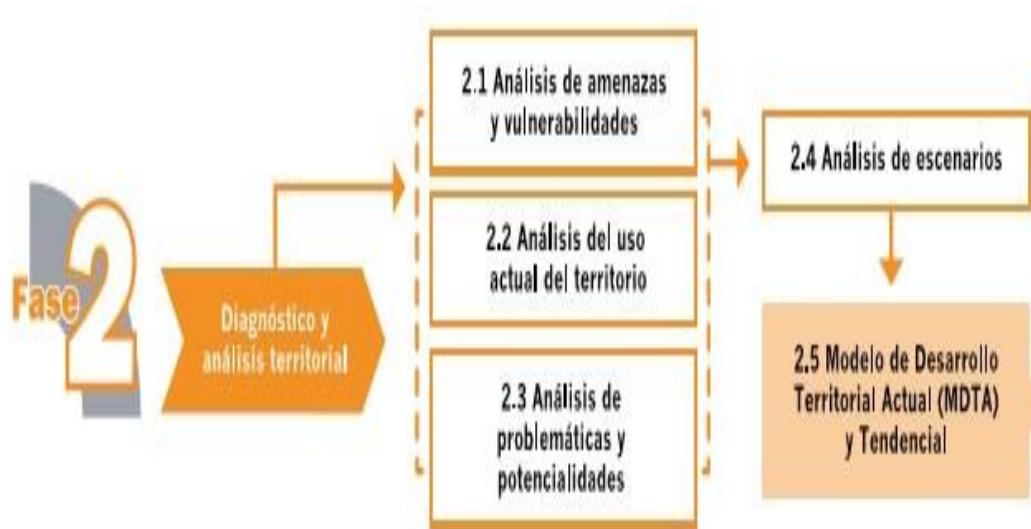 Fase 2
Diagnóstico y
análisis territorial
2.1 Análisis de amenazas
y vulnerabilidades
2.2 Análisis del uso
actual del territorio
2.3 Análisis de
problemáticas y
potencialidades
2.4 Análisis de escenarios
2.5 Modelo de Desarrollo
Territorial Actual (MDTA)
y Tendencial